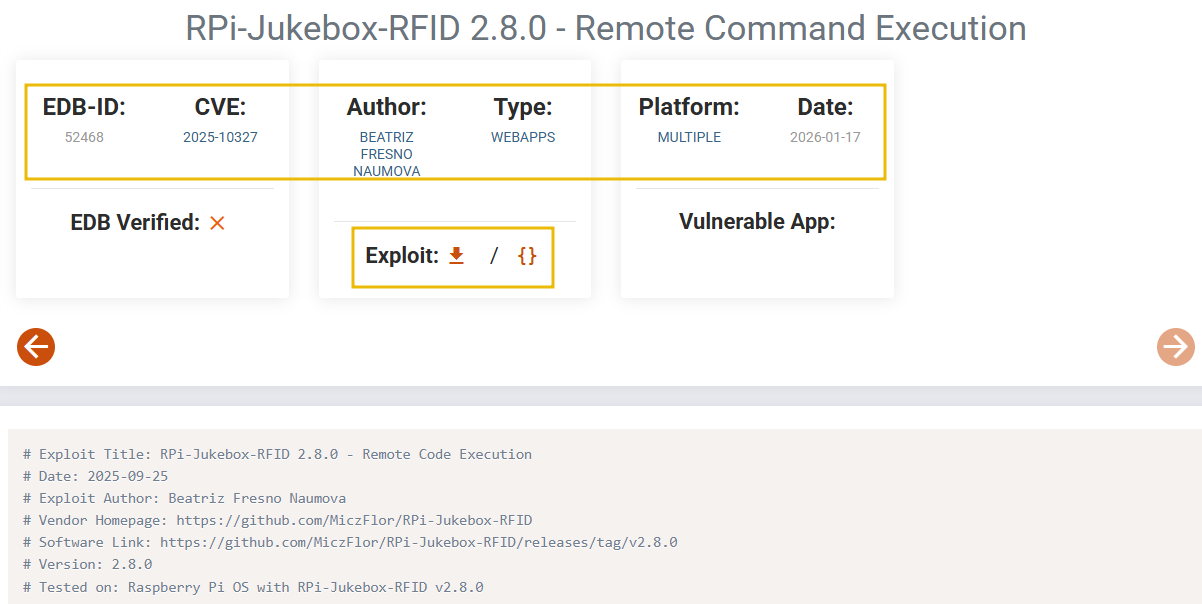 RPi-Jukebox-RFID 2.8.0 - Remote Command Execution
EDB-ID: CVE: Author: Type: Platform: Date:
52468 2025-10327 BEATRIZ WEBAPPS MULTIPLE 2026-01-17
FRESNO
NAUMOVA
EDB Verified: ✕ Vulnerable App:
Exploit: / {}
# Exploit Title: RPi-Jukebox-RFID 2.8.0 - Remote Code Execution
# Date: 2025-09-25
# Exploit Author: Beatriz Fresno Naumova
# Vendor Homepage: https://github.com/MiczFlor/RPi-Jukebox-RFID
# Software Link: https://github.com/MiczFlor/RPi-Jukebox-RFID/releases/tag/v2.8.0
# Version: 2.8.0
# Tested on: Raspberry Pi OS with RPi-Jukebox-RFID v2.8.0